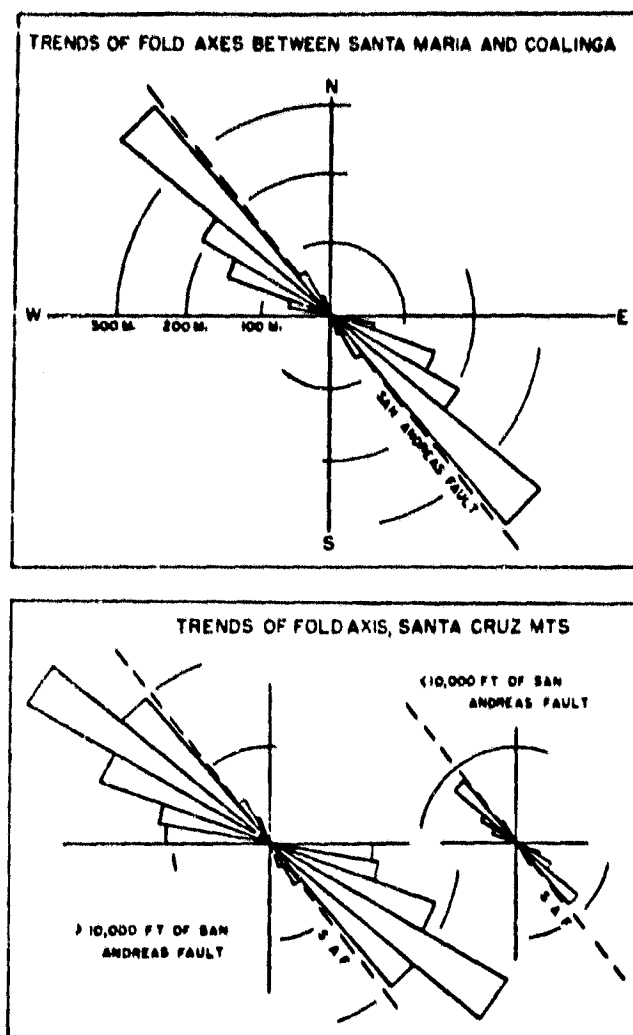 TRENDS OF FOLD AXES BETWEEN SANTA MARIA AND COALINGA
N
W
300 M.
200 M.
100 M.
E
SAN ANDREAS FAULT
S
TRENDS OF FOLD AXIS, SANTA CRUZ MTS
<10,000 FT OF SAN
ANDREAS FAULT
> 10,000 FT OF SAN
ANDREAS FAULT
S A F
S A F